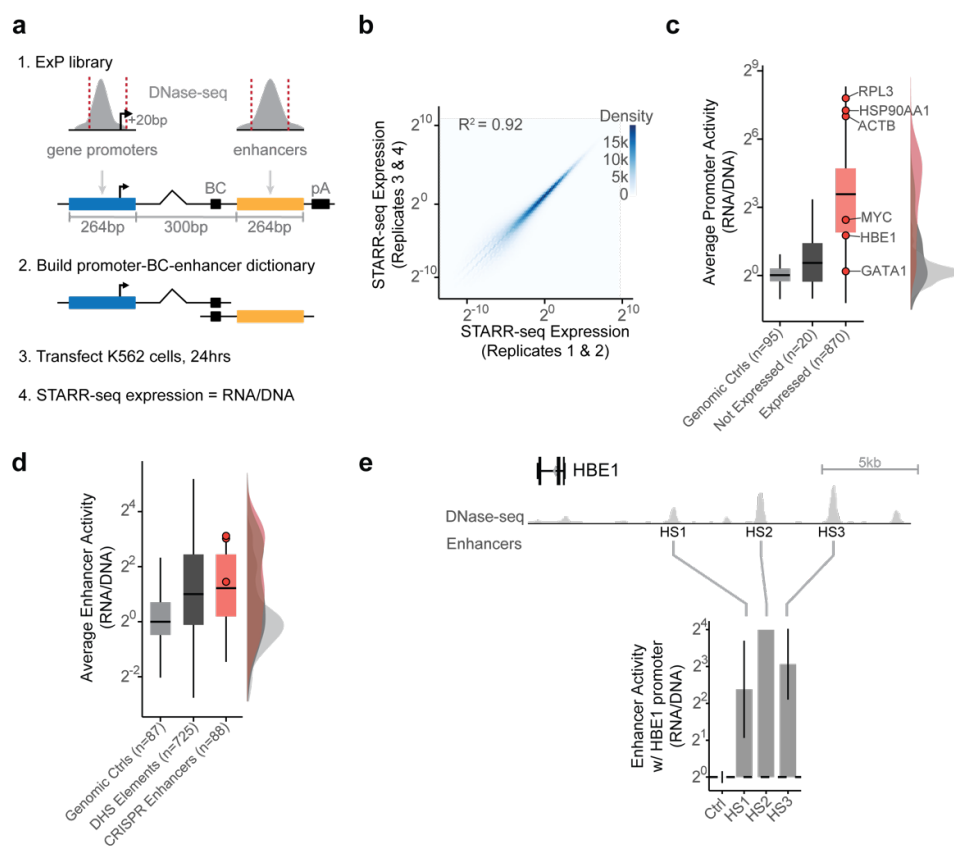 a
1. ExP library
DNase-seq
+20bp
gene promoters
enhancers
BC
pA
264bp
300bp
264bp
2. Build promoter-BC-enhancer dictionary
3. Transfect K562 cells, 24hrs
4. STARR-seq expression = RNA/DNA
b
STARR-seq Expression
(Replicates 3 & 4)
2^10
2^0
2^-10
R² = 0.92
Density
15k
10k
5k
0
2^-10
2^0
2^10
STARR-seq Expression
(Replicates 1 & 2)
c
Average Promoter Activity
(RNA/DNA)
2^9
2^6
2^3
2^0
RPL3
HSP90AA1
ACTB
MYC
HBE1
GATA1
Genomic Ctrls (n=95)
Not Expressed (n=20)
Expressed (n=870)
d
Average Enhancer Activity
(RNA/DNA)
2^4
2^2
2^0
2^-2
Genomic Ctrls (n=87)
DHS Elements (n=725)
CRISPR Enhancers (n=88)
e
HBE1
5kb
DNase-seq
Enhancers
HS1
HS2
HS3
Enhancer Activity
w/ HBE1 promoter
(RNA/DNA)
2^4
2^3
2^2
2^1
2^0
Ctrl
HS1
HS2
HS3